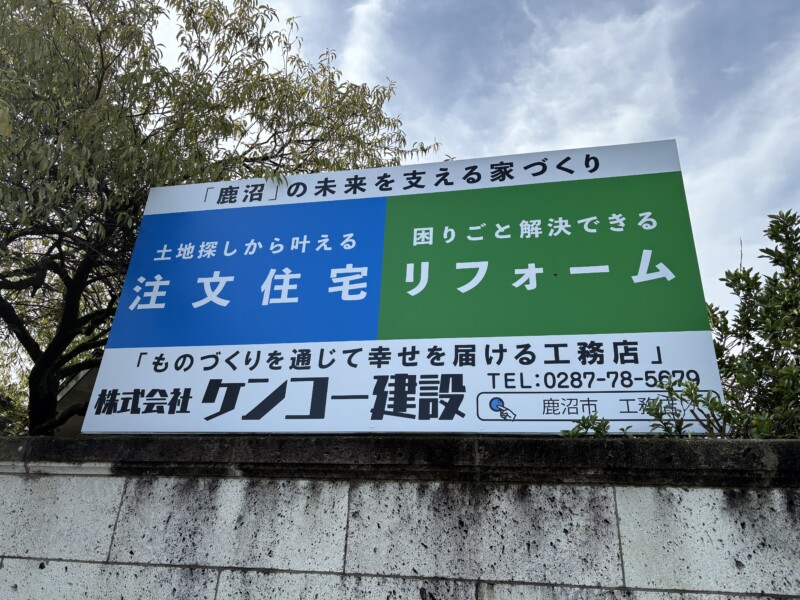 「鹿沼」の未来を支える家づくり
土地探しから叶える
注文住宅
困りごと解決できる
リフォーム
「ものづくりを通じて幸せを届ける工務店」
株式会社 ケンコー建設
TEL:0287-78-5679
鹿沼市 工務店